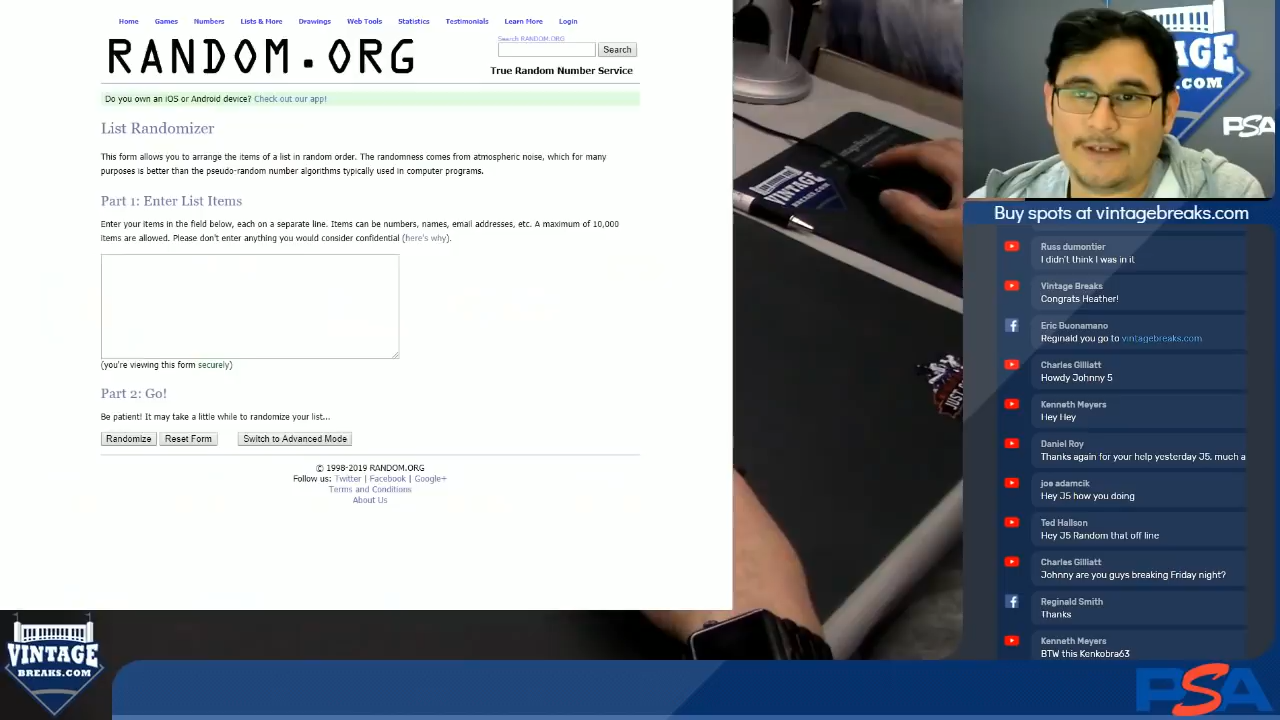 Home Games Numbers Lists & More Drawings Web Tools Statistics Testimonials Learn More Login
RANDOM.ORG
Search RANDOM.ORG
Search
True Random Number Service
Do you own an iOS or Android device? Check out our app!
List Randomizer
This form allows you to arrange the items of a list in random order. The randomness comes from atmospheric noise, which for many
purposes is better than the pseudo-random number algorithms typically used in computer programs.
Part 1: Enter List Items
Enter your items in the field below, each on a separate line. Items can be numbers, names, email addresses, etc. A maximum of 10,000
items are allowed. Please don't enter anything you would consider confidential (here's why).
(you're viewing this form securely)
Part 2: Go!
Be patient! It may take a little while to randomize your list...
Randomize Reset Form Switch to Advanced Mode
© 1998-2019 RANDOM.ORG
Follow us: Twitter | Facebook | Google+
Terms and Conditions
About Us
VINTAGE
BREAKS.COM
JUST
PSA
Buy spots at vintagebreaks.com
Russ dumontier
I didn't think I was in it
Vintage Breaks
Congrats Heather!
Eric Buonamano
Reginald you go to vintagebreaks.com
Charles Gilliatt
Howdy Johnny 5
Kenneth Meyers
Hey Hey
Daniel Roy
Thanks again for your help yesterday J5. much a
joe adamcik
Hey J5 how you doing
Ted Hailson
Hey J5 Random that off line
Charles Gilliatt
Johnny are you guys breaking Friday night?
Reginald Smith
Thanks
Kenneth Meyers
BTW this Kenkobra63
VINTAGE
BREAKS.COM
PSA